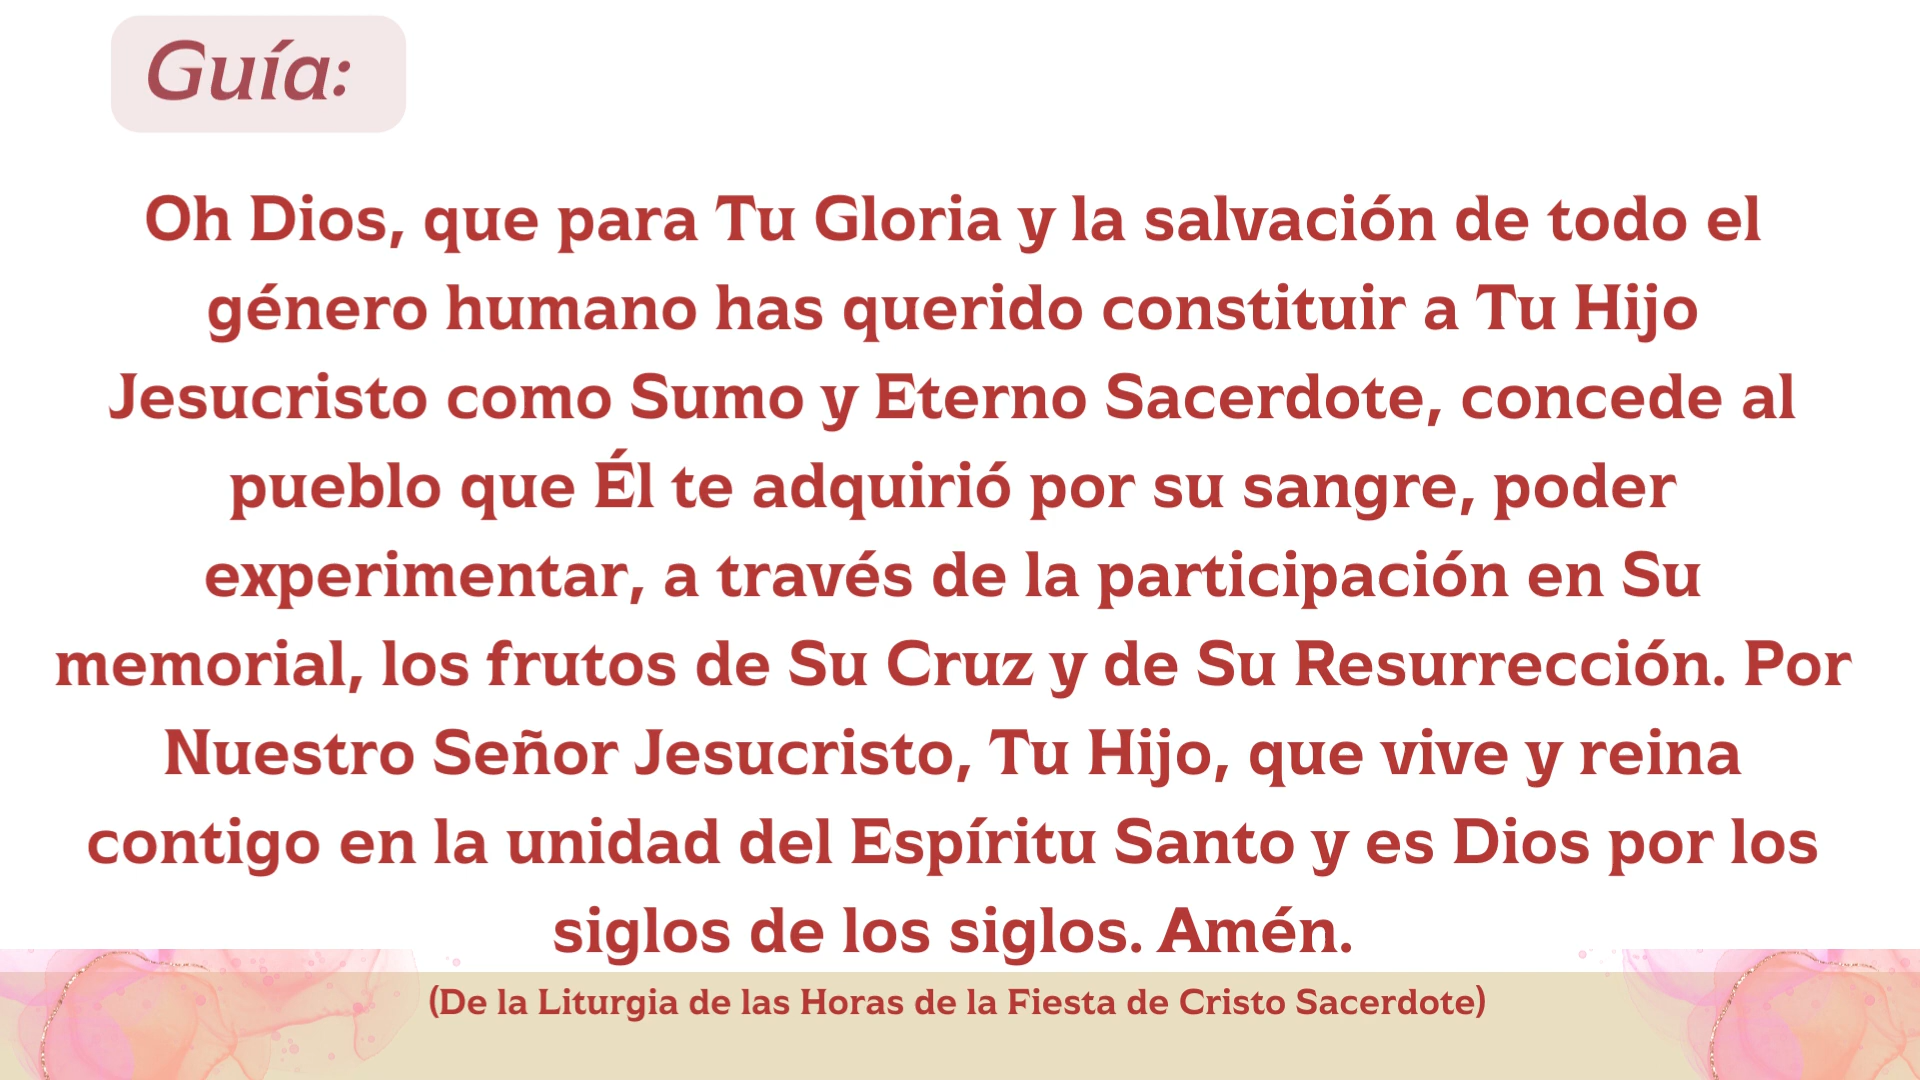 Guía:
Oh Dios, que para Tu Gloria y la salvación de todo el
género humano has querido constituir a Tu Hijo
Jesucristo como Sumo y Eterno Sacerdote, concede al
pueblo que Él te adquirió por su sangre, poder
experimentar, a través de la participación en Su
memorial, los frutos de Su Cruz y de Su Resurrección. Por
Nuestro Señor Jesucristo, Tu Hijo, que vive y reina
contigo en la unidad del Espíritu Santo y es Dios por los
siglos de los siglos. Amén.
(De la Liturgia de las Horas de la Fiesta de Cristo Sacerdote)